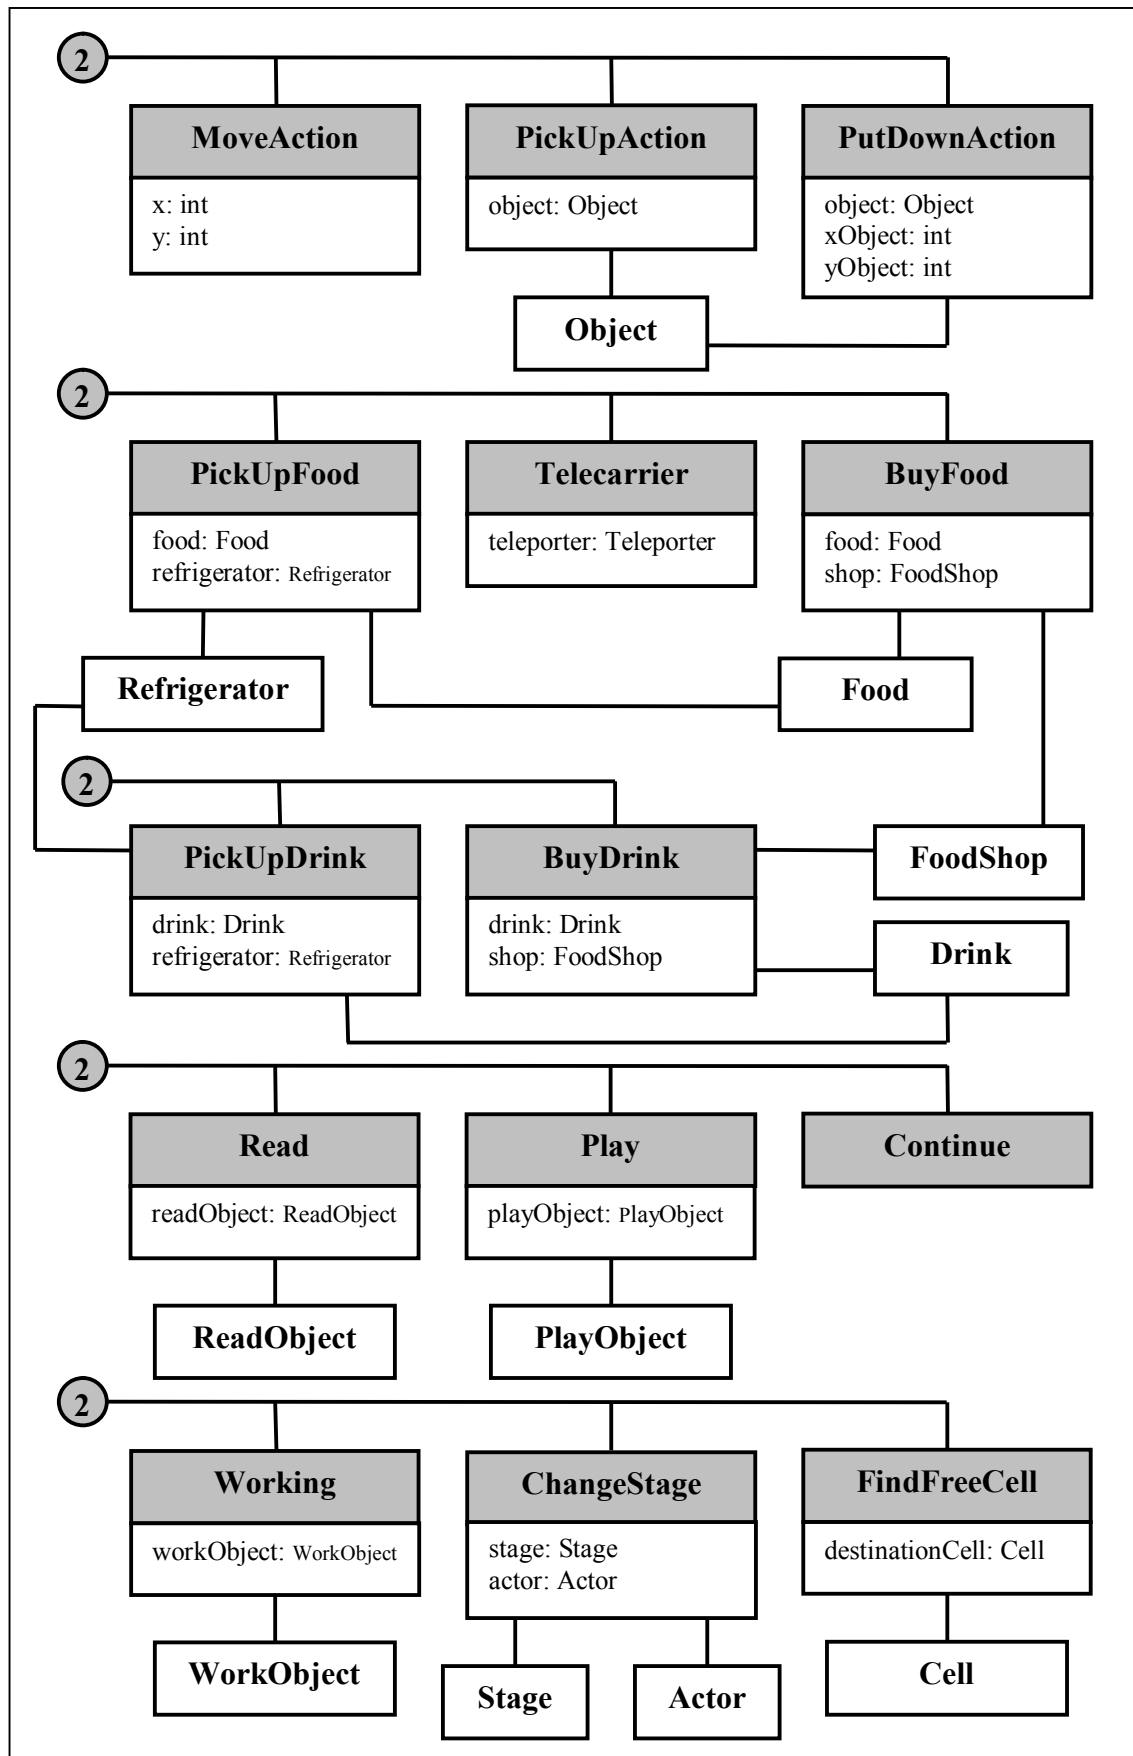 2
MoveAction
x: int
y: int
PickUpAction
object: Object
PutDownAction
object: Object
xObject: int
yObject: int
Object
2
PickUpFood
food: Food
refrigerator: Refrigerator
Telecarrier
teleporter: Teleporter
BuyFood
food: Food
shop: FoodShop
Refrigerator
Food
2
PickUpDrink
drink: Drink
refrigerator: Refrigerator
BuyDrink
drink: Drink
shop: FoodShop
FoodShop
Drink
2
Read
readObject: ReadObject
Play
playObject: PlayObject
Continue
ReadObject
PlayObject
2
Working
workObject: WorkObject
ChangeStage
stage: Stage
actor: Actor
FindFreeCell
destinationCell: Cell
WorkObject
Stage
Actor
Cell